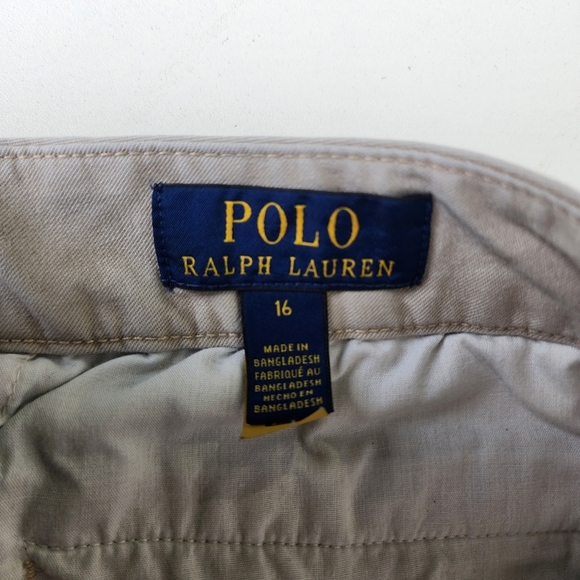 POLO
RALPH LAUREN
16
MADE IN
BANGLADESH
FABRIQUÉ AU
BANGLADESH
HECHO EN
BANGLADESH